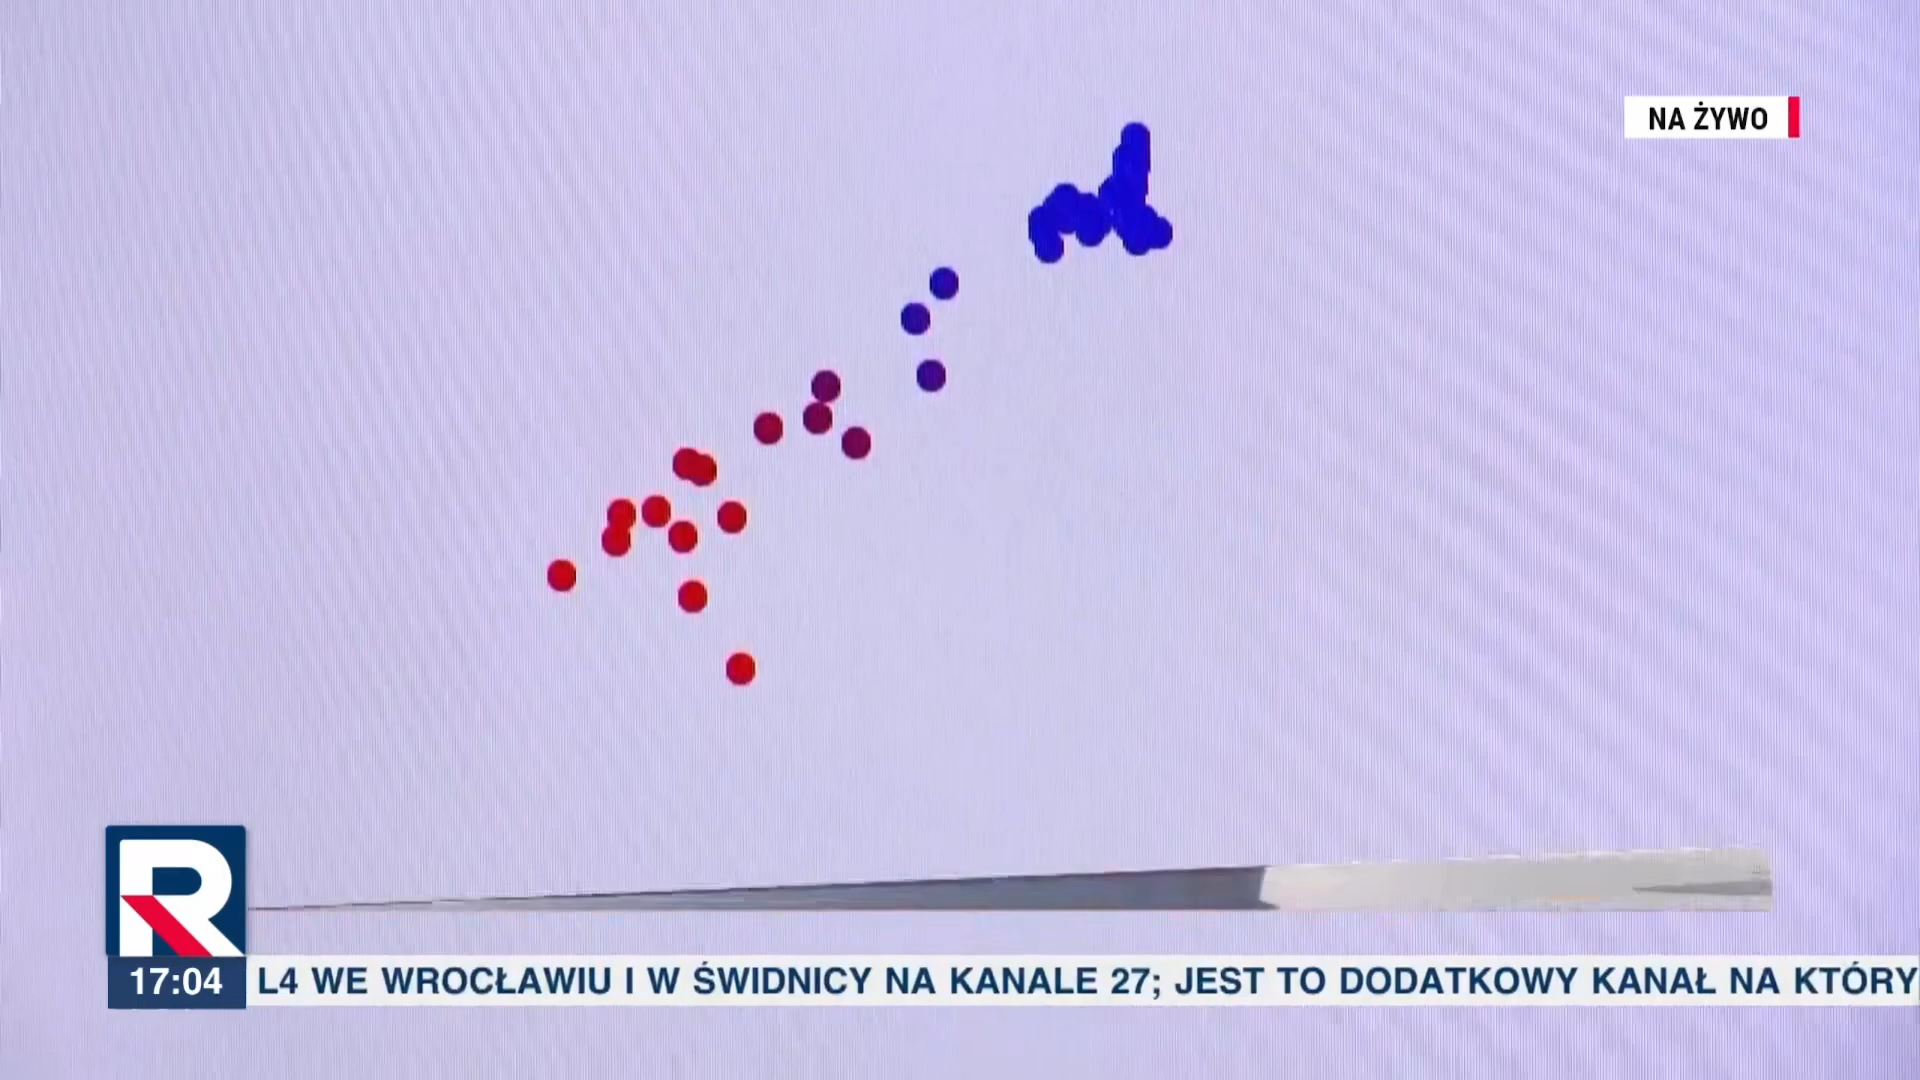 NA ŻYWO
R
17:04
L4 WE WROCŁAWIU I W ŚWIDNICY NA KANALE 27; JEST TO DODATKOWY KANAŁ NA KTÓRY